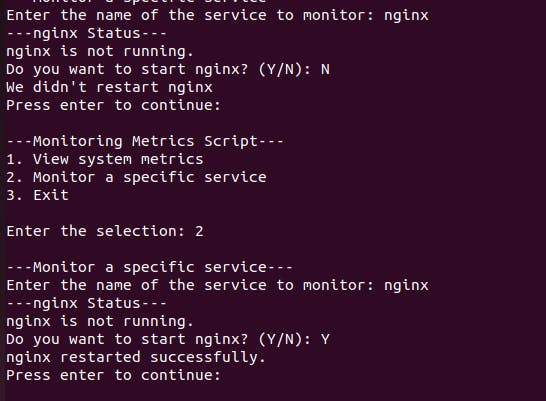 ---Monitor a specific service---
Enter the name of the service to monitor: nginx
---nginx Status---
nginx is not running.
Do you want to start nginx? (Y/N): N
We didn't restart nginx
Press enter to continue:
---Monitoring Metrics Script---
1. View system metrics
2. Monitor a specific service
3. Exit
Enter the selection: 2
---Monitor a specific service---
Enter the name of the service to monitor: nginx
---nginx Status---
nginx is not running.
Do you want to start nginx? (Y/N): Y
nginx restarted successfully.
Press enter to continue: